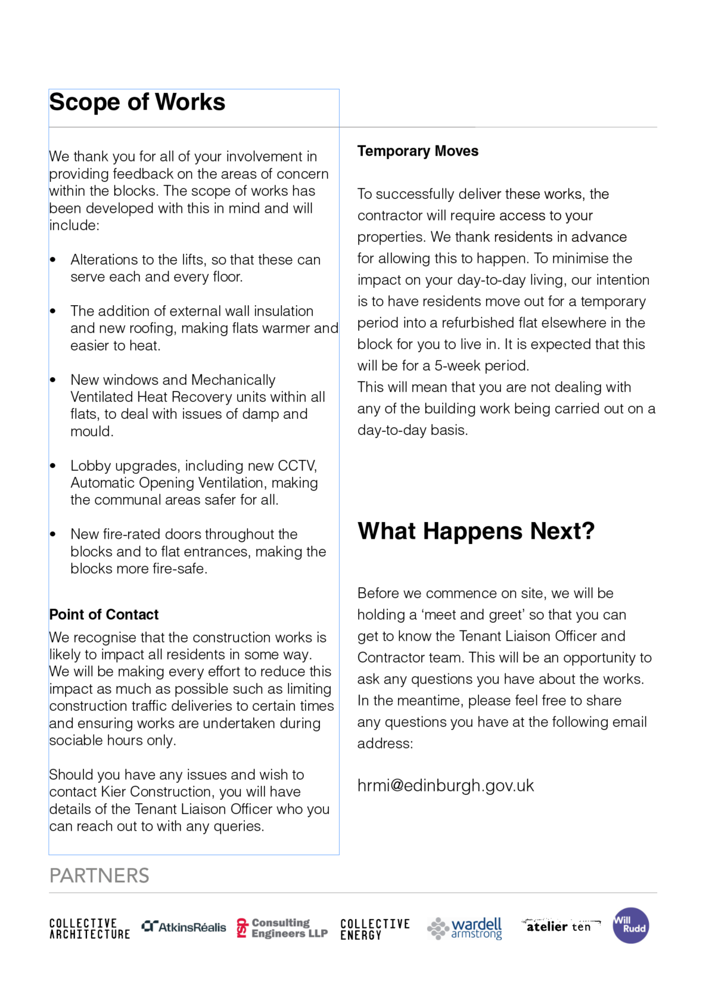 Scope of Works
We thank you for all of your involvement in
providing feedback on the areas of concern
within the blocks. The scope of works has
been developed with this in mind and will
include:
• Alterations to the lifts, so that these can
serve each and every floor.
• The addition of external wall insulation
and new roofing, making flats warmer and
easier to heat.
• New windows and Mechanically
Ventilated Heat Recovery units within all
flats, to deal with issues of damp and
mould.
• Lobby upgrades, including new CCTV,
Automatic Opening Ventilation, making
the communal areas safer for all.
• New fire-rated doors throughout the
blocks and to flat entrances, making the
blocks more fire-safe.
Point of Contact
We recognise that the construction works is
likely to impact all residents in some way.
We will be making every effort to reduce this
impact as much as possible such as limiting
construction traffic deliveries to certain times
and ensuring works are undertaken during
sociable hours only.
Should you have any issues and wish to
contact Kier Construction, you will have
details of the Tenant Liaison Officer who you
can reach out to with any queries.
Temporary Moves
To successfully deliver these works, the
contractor will require access to your
properties. We thank residents in advance
for allowing this to happen. To minimise the
impact on your day-to-day living, our intention
is to have residents move out for a temporary
period into a refurbished flat elsewhere in the
block for you to live in. It is expected that this
will be for a 5-week period.
This will mean that you are not dealing with
any of the building work being carried out on a
day-to-day basis.
What Happens Next?
Before we commence on site, we will be
holding a ‘meet and greet’ so that you can
get to know the Tenant Liaison Officer and
Contractor team. This will be an opportunity to
ask any questions you have about the works.
In the meantime, please feel free to share
any questions you have at the following email
address:
hrmi@edinburgh.gov.uk
PARTNERS
COLLECTIVE
ARCHITECTURE
AtkinsRéalis
rsp Consulting
Engineers LLP
COLLECTIVE
ENERGY
wardell
armstrong
atelier ten
Will
Rudd